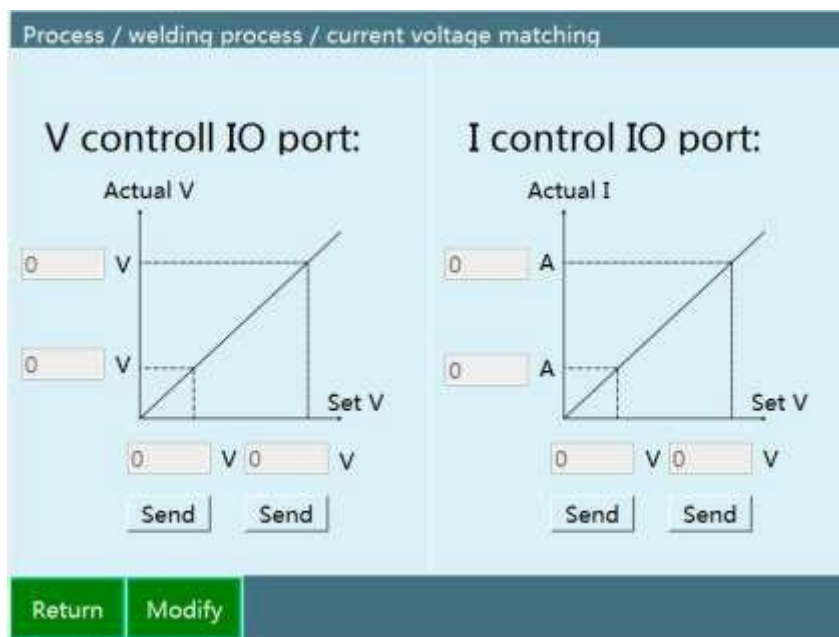 Process / welding process / current voltage matching
V controll IO port:
Actual V
0 V
0 V
Set V
0 V 0 V
Send Send
I control IO port:
Actual I
0 A
0 A
Set V
0 V 0 V
Send Send
Return Modify